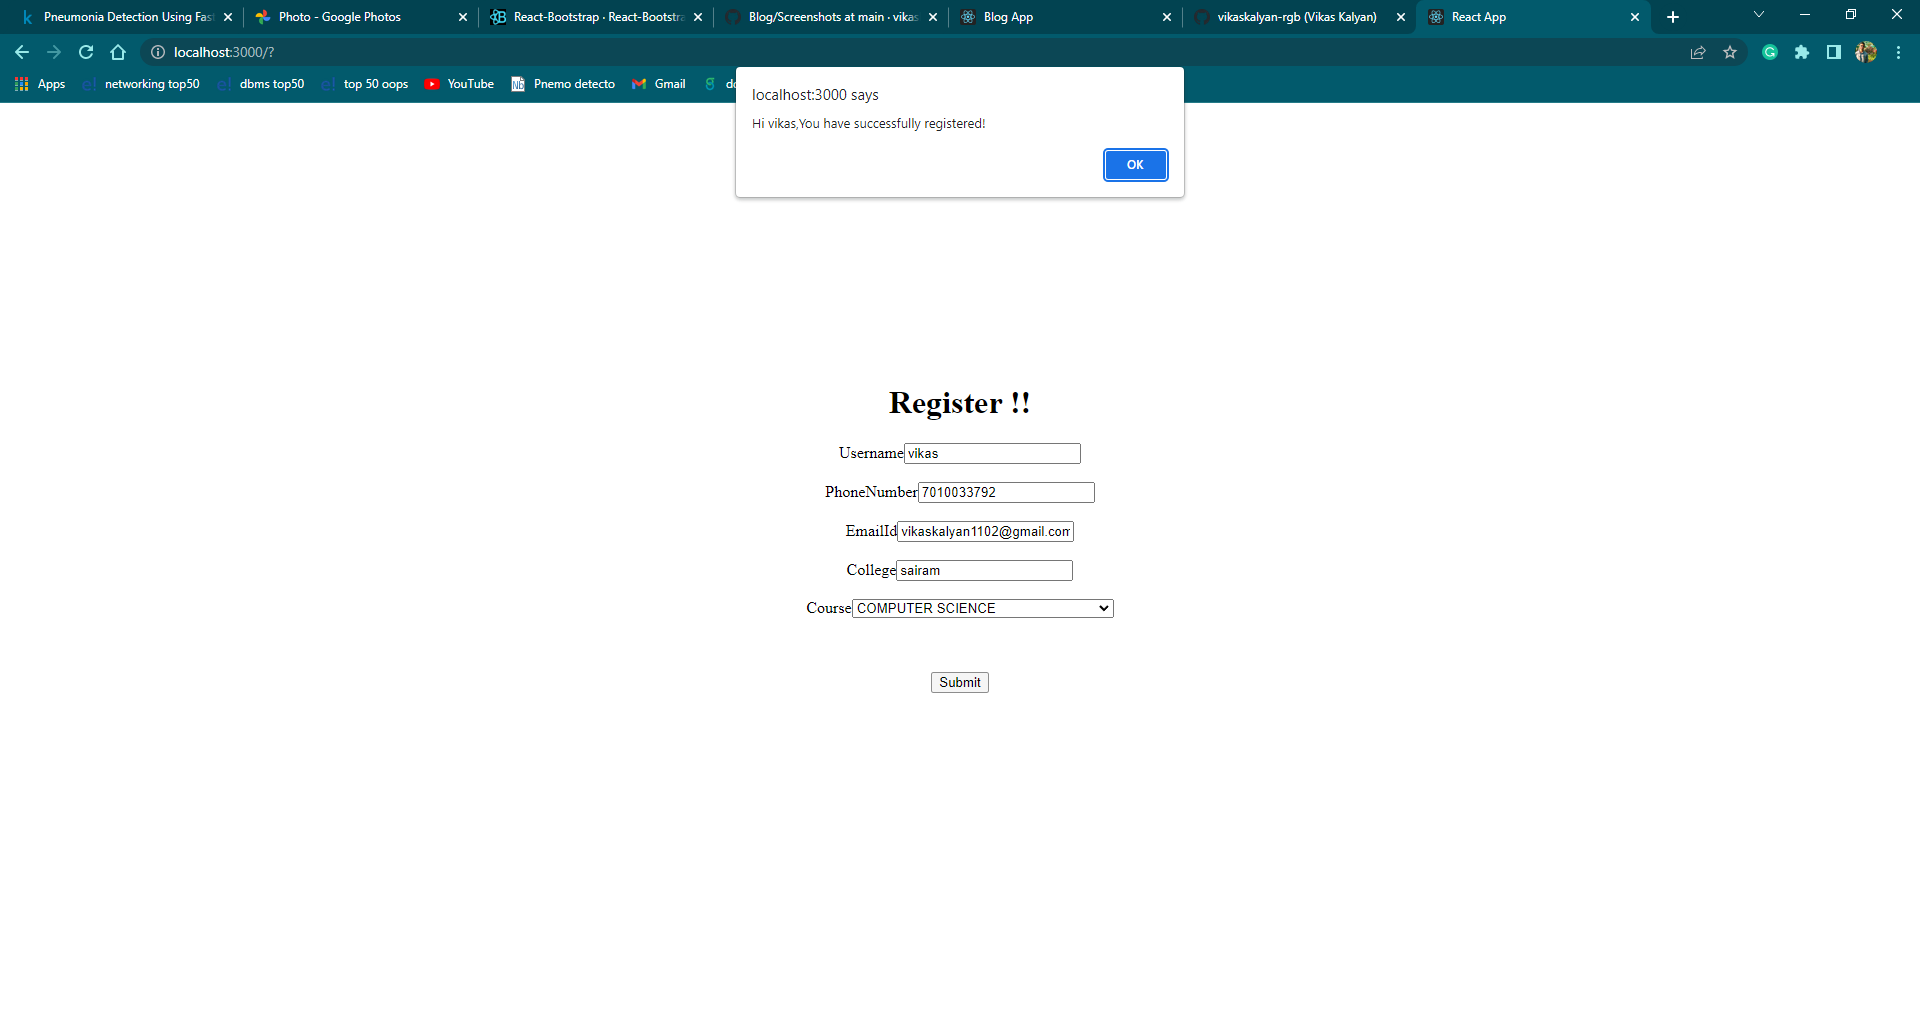 Pneumonia Detection Using Fas
Photo - Google Photos
React-Bootstrap · React-Bootstra
Blog/Screenshots at main · vikas
Blog App
vikaskalyan-rgb (Vikas Kalyan)
React App
localhost:3000/?
Apps
networking top50
dbms top50
top 50 oops
YouTube
Pnemo detecto
Gmail
do
localhost:3000 says
Hi vikas,You have successfully registered!
OK
Register !!
Username vikas
PhoneNumber 7010033792
EmailId vikaskalyan1102@gmail.com
College sairam
Course COMPUTER SCIENCE
Submit